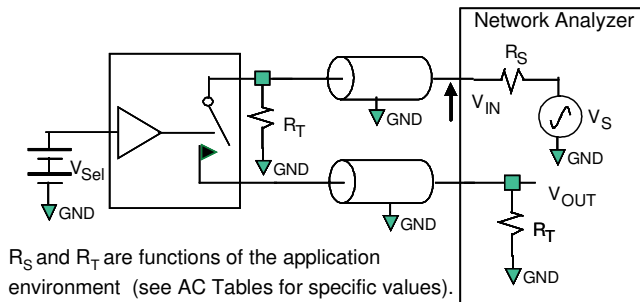 Network Analyzer
R_S
V_IN
V_S
GND
GND
R_T
GND
V_Sel
GND
V_OUT
R_T
GND
GND
R_S and R_T are functions of the application
environment (see AC Tables for specific values).